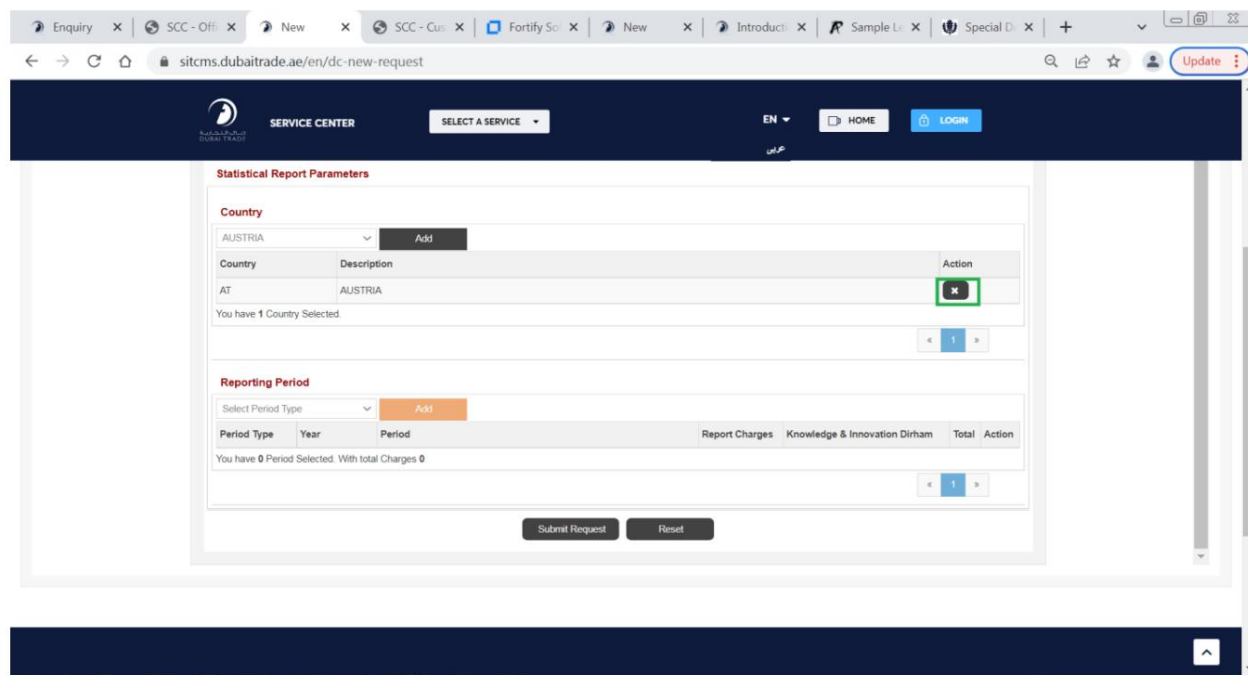 Enquiry SCC - Offi New SCC - Cus Fortify So New Introducti Sample Le Special D
sitcms.dubaitrade.ae/en/dc-new-request Update
DUBAI TRADE SERVICE CENTER SELECT A SERVICE EN HOME LOGIN
عربي
Statistical Report Parameters
Country
AUSTRIA Add
Country Description Action
AT AUSTRIA
You have 1 Country Selected.
« 1 »
Reporting Period
Select Period Type Add
Period Type Year Period Report Charges Knowledge & Innovation Dirham Total Action
You have 0 Period Selected. With total Charges 0
« 1 »
Submit Request Reset